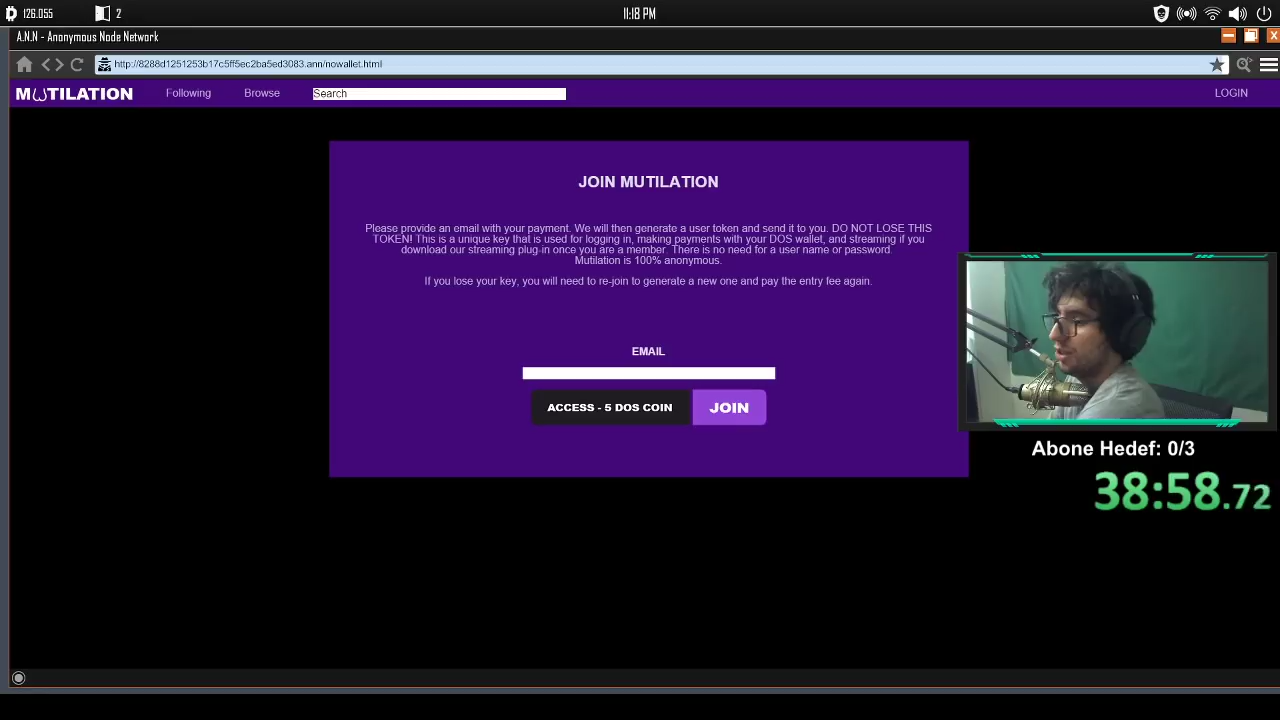 126.055
2
11:18 PM
A.N.N - Anonymous Node Network
http://8288d1251253b17c5ff5ec2ba5ed3083.ann/nowallet.html
MUTILATION
Following
Browse
Search
LOGIN
JOIN MUTILATION
Please provide an email with your payment. We will then generate a user token and send it to you. DO NOT LOSE THIS
TOKEN! This is a unique key that is used for logging in, making payments with your DOS wallet, and streaming if you
download our streaming plug-in once you are a member. There is no need for a user name or password.
Mutilation is 100% anonymous.
If you lose your key, you will need to re-join to generate a new one and pay the entry fee again.
EMAIL
ACCESS - 5 DOS COIN
JOIN
Abone Hedef: 0/3
38:58.72